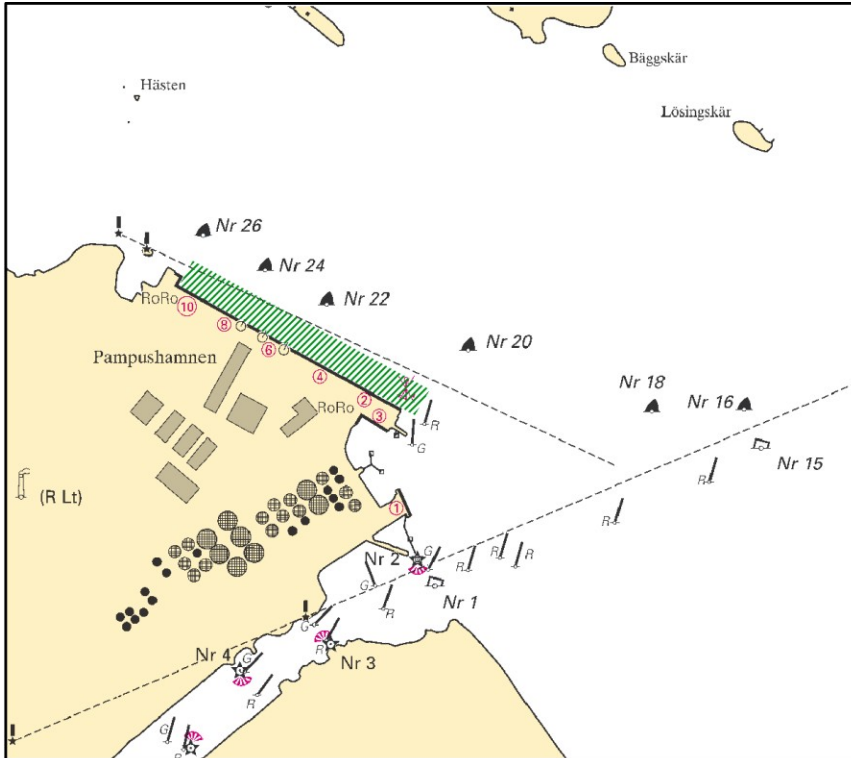 Bäggskär
Hästen
Lösingskär
Nr 26
Nr 24
RoRo
10
Nr 22
8
6
Nr 20
Pampushamnen
4
Nr 18
Nr 16
2
RoRo
3
R
G
Nr 15
R
(R Lt)
1
R
Nr 2
G
R
R
G
Nr 1
R
G
Nr 4
G
R
Nr 3
R
G
R